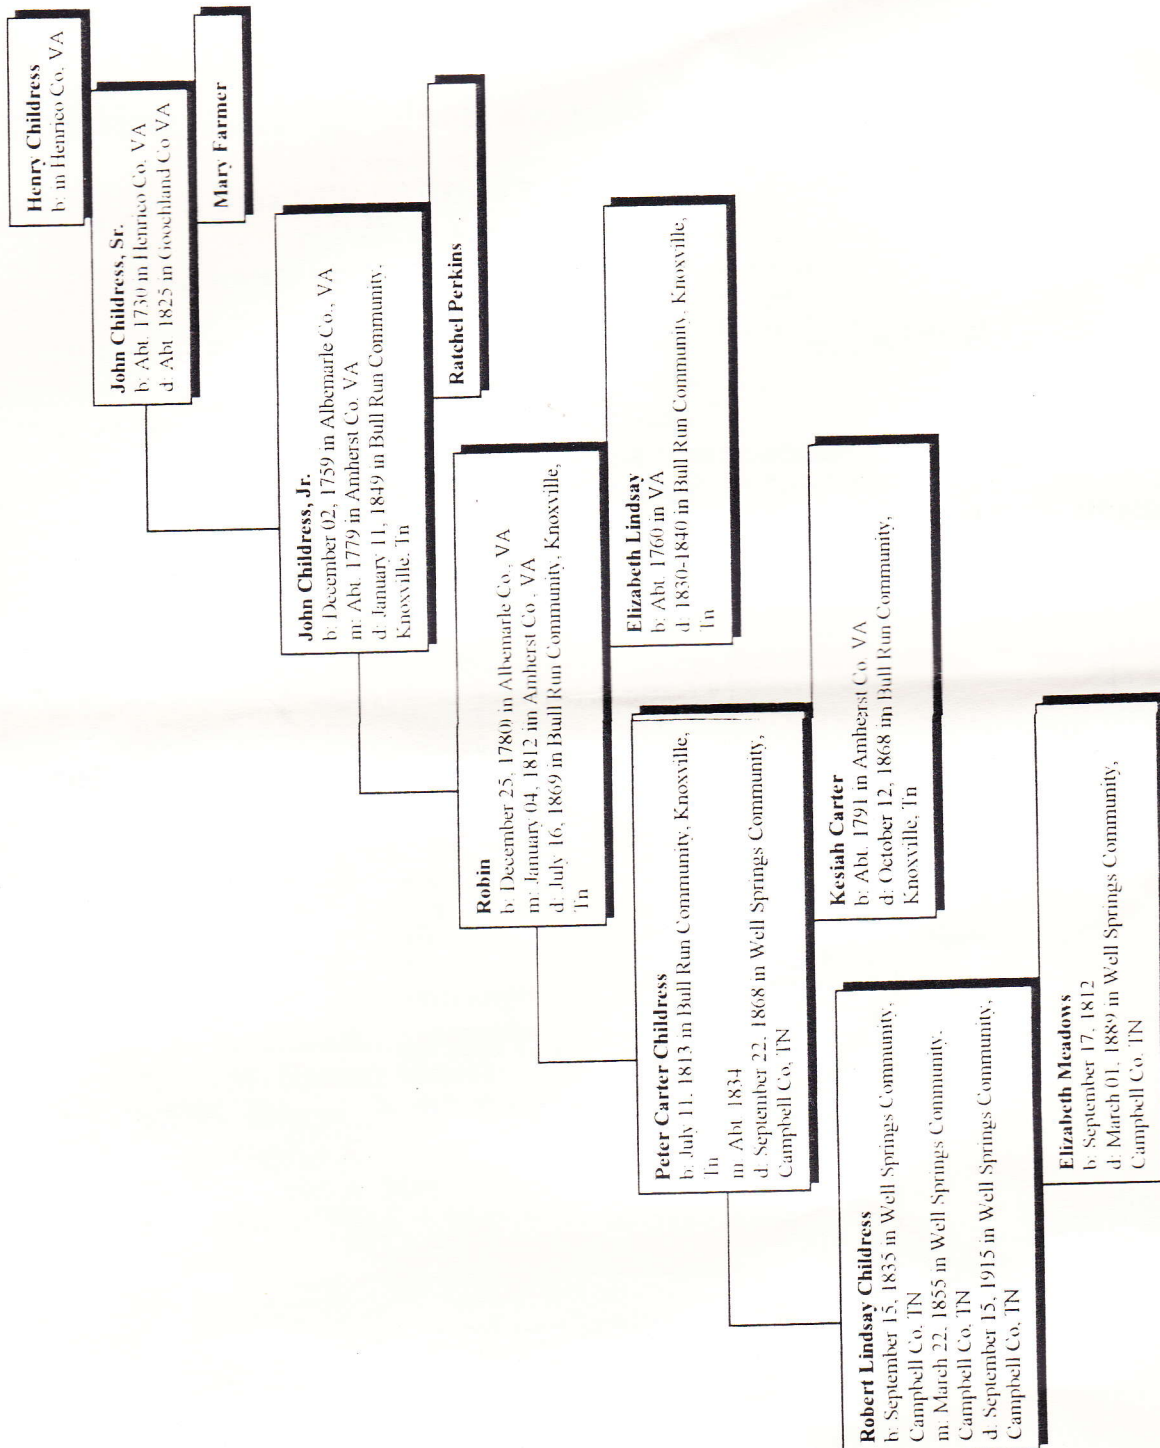 Henry Childress
b: in Henrico Co. VA
John Childress, Sr.
b: Abt. 1730 in Henrico Co. VA
d: Abt 1825 in Goochland Co VA
Mary Farmer
John Childress, Jr.
b: December 02, 1759 in Albemarle Co., VA
m: Abt. 1779 in Amherst Co. VA
d: January 11, 1849 in Bull Run Community.
Knoxville. Tn
Ratchel Perkins
Robin
b: December 25, 1780 in Albemarle Co., VA
m: January 04, 1812 in Amherst Co., VA
d: July 16, 1869 in Bull Run Community, Knoxville,
Tn
Elizabeth Lindsay
b: Abt. 1760 in VA
d: 1830-1840 in Bull Run Community, Knoxville,
Tn
Peter Carter Childress
b: July 11, 1813 in Bull Run Community, Knoxville,
Tn
m: Abt 1834
d: September 22, 1868 in Well Springs Community,
Campbell Co, TN
Kesiah Carter
b: Abt. 1791 in Amherst Co. VA
d: October 12, 1868 in Bull Run Community,
Knoxville, Tn
Robert Lindsay Childress
b: September 15, 1835 in Well Springs Community,
Campbell Co. TN
m: March 22, 1855 in Well Springs Community.
Campbell Co. TN
d: September 15, 1915 in Well Springs Community,
Campbell Co, TN
Elizabeth Meadows
b: September 17, 1812
d: March 01, 1889 in Well Springs Community,
Campbell Co. TN